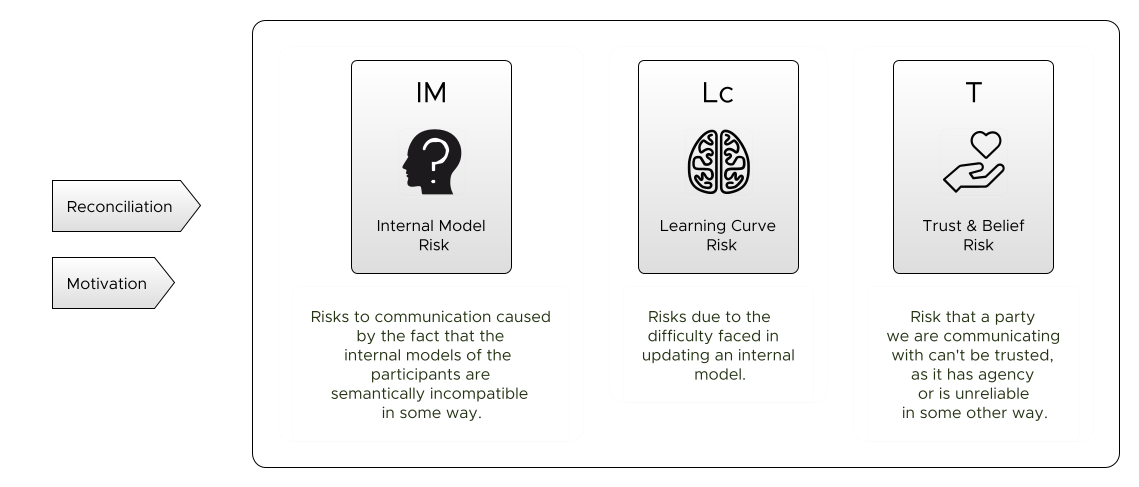 Reconciliation
Motivation
IM
Internal Model
Risk
Risks to communication caused
by the fact that the
internal models of the
participants are
semantically incompatible
in some way.
Lc
Learning Curve
Risk
Risks due to the
difficulty faced in
updating an internal
model.
T
Trust & Belief
Risk
Risk that a party
we are communicating
with can't be trusted,
as it has agency
or is unreliable
in some other way.